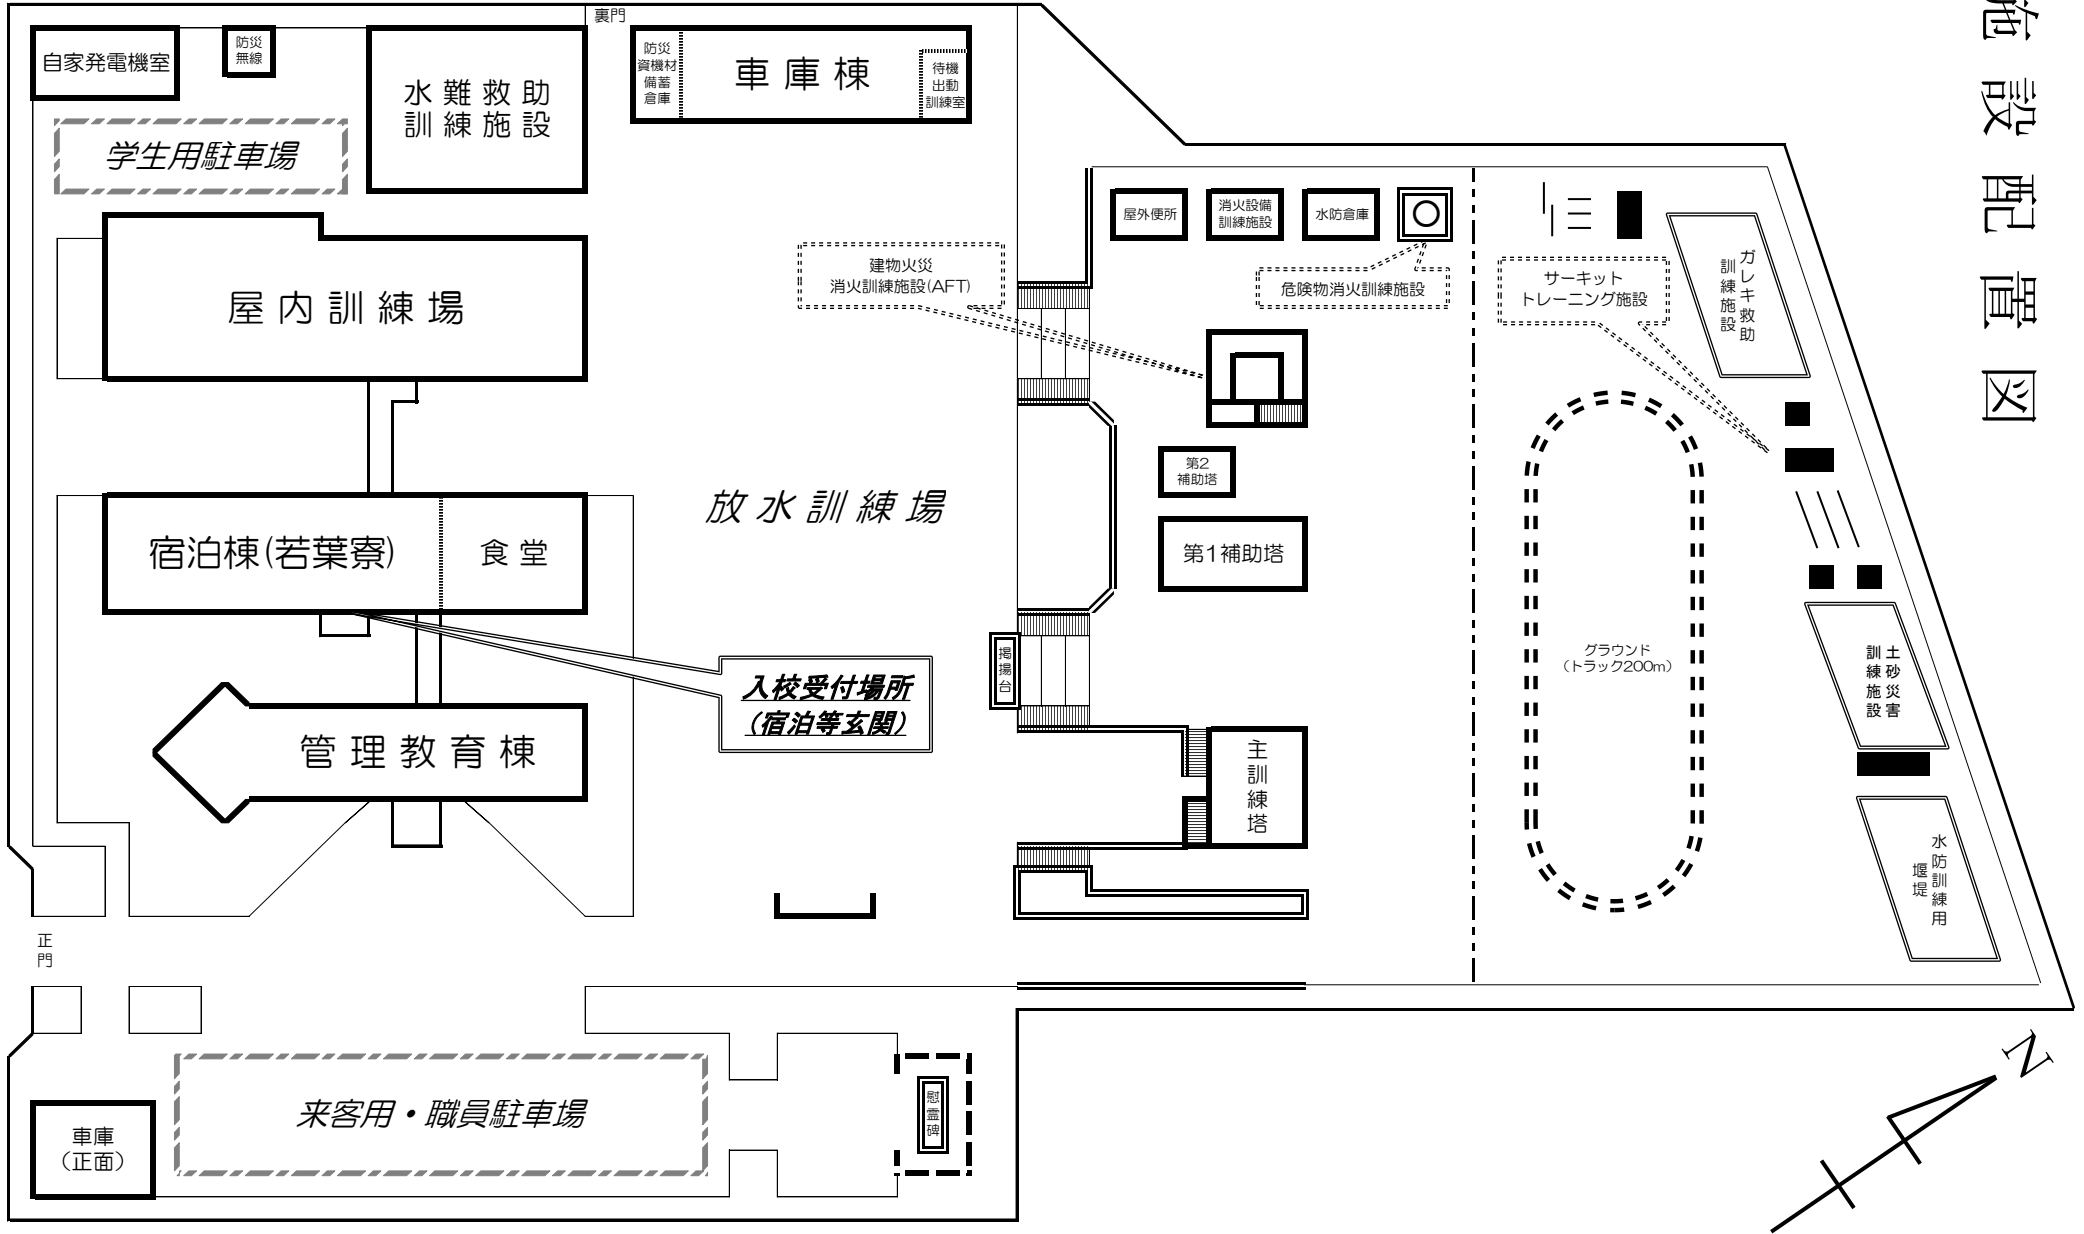 施設配置図
裏門
自家発電機室
防災
無線
水難救助
訓練施設
防災
資機材
備蓄
倉庫
車庫棟
待機
出動
訓練室
学生用駐車場
屋外便所
消火設備
訓練施設
水防倉庫
建物火災
消火訓練施設(AFT)
危険物消火訓練施設
サーキット
トレーニング施設
ガレキ救助
訓練施設
屋内訓練場
放水訓練場
第2
補助塔
第1補助塔
宿泊棟(若葉寮)
食堂
入校受付場所
(宿泊等玄関)
掲揚台
グラウンド
(トラック200m)
土砂災害
訓練施設
管理教育棟
主訓練塔
水防訓練用
堰堤
正門
来客用・職員駐車場
慰霊碑
車庫
(正面)
N